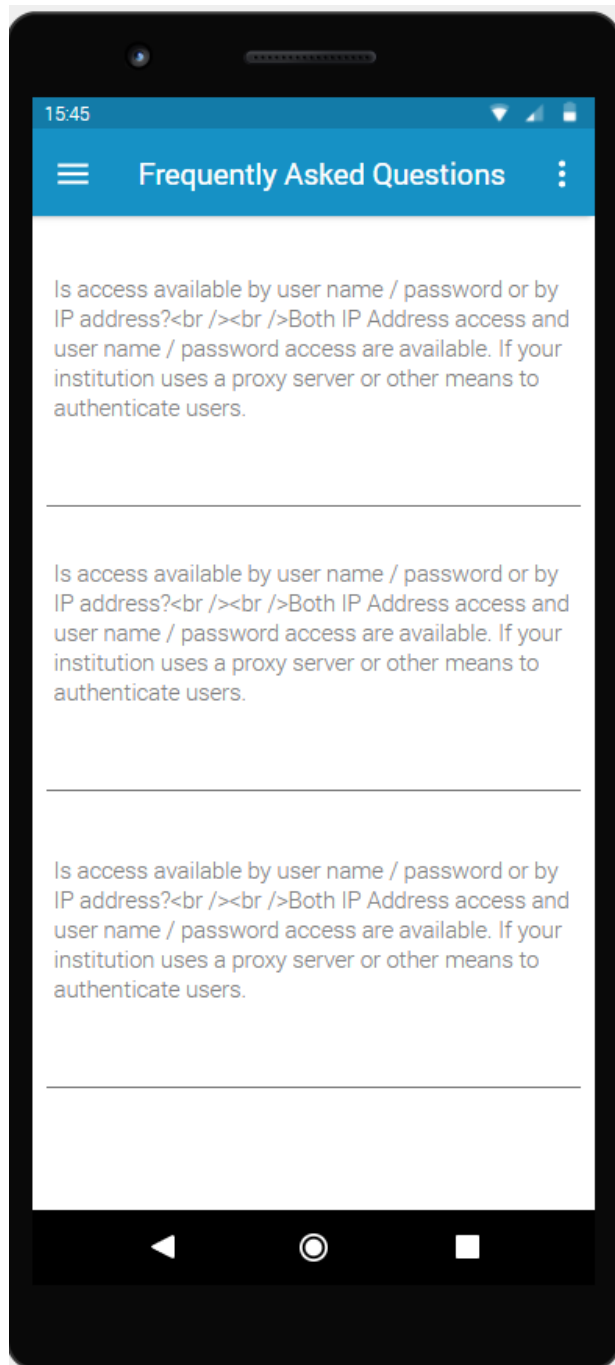 15:45
Frequently Asked Questions
Is access available by user name / password or by
IP address?<br /><br />Both IP Address access and
user name / password access are available. If your
institution uses a proxy server or other means to
authenticate users.
Is access available by user name / password or by
IP address?<br /><br />Both IP Address access and
user name / password access are available. If your
institution uses a proxy server or other means to
authenticate users.
Is access available by user name / password or by
IP address?<br /><br />Both IP Address access and
user name / password access are available. If your
institution uses a proxy server or other means to
authenticate users.